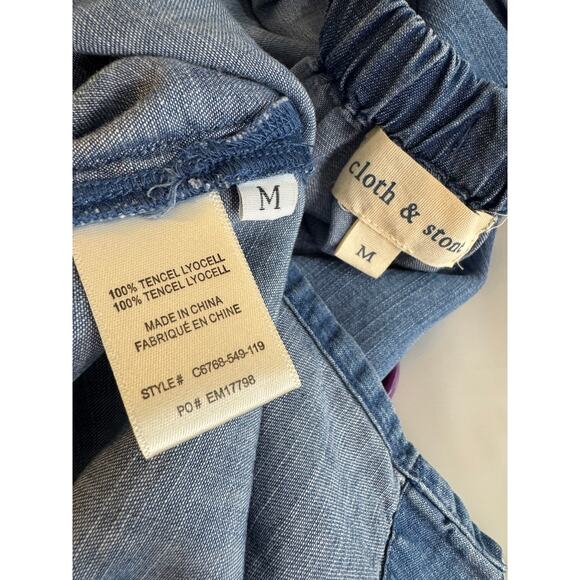 M
100% TENCEL LYOCELL
100% TENCEL LYOCELL
MADE IN CHINA
FABRIQUÉ EN CHINE
STYLE# C6768-549-119
PO# EM17798
cloth & stone
M